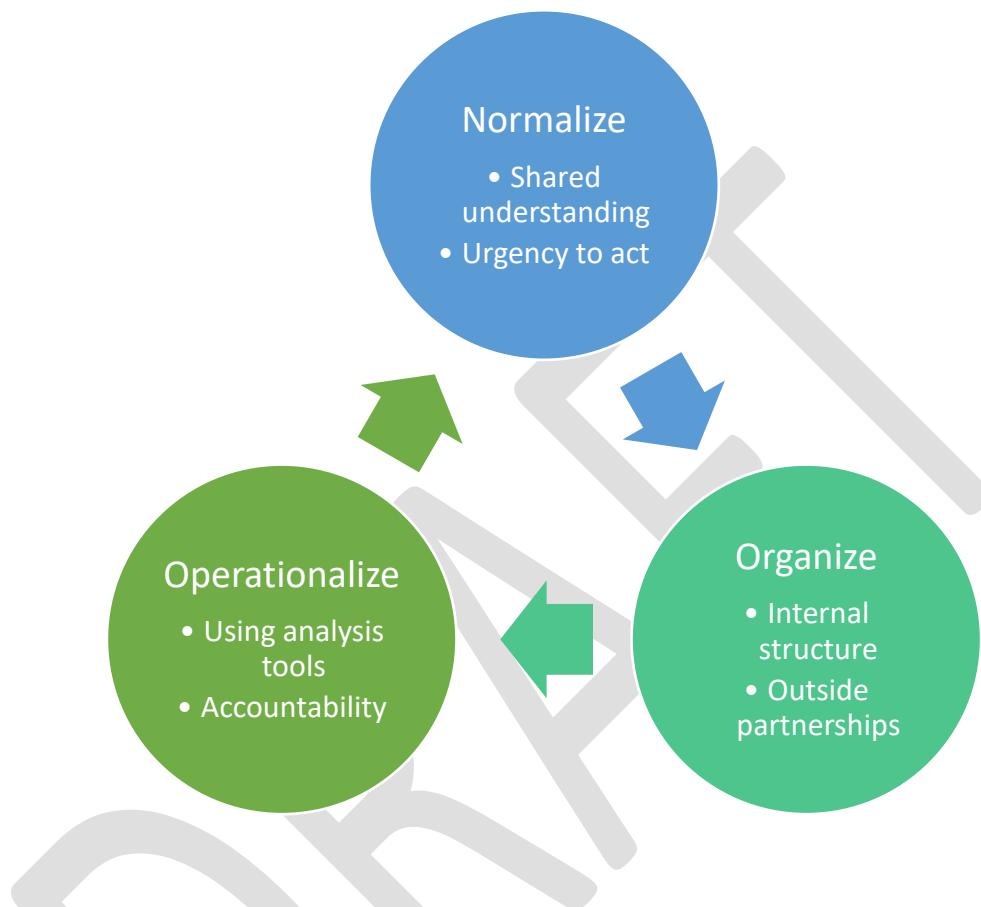 Normalize
• Shared
understanding
• Urgency to act
Organize
• Internal
structure
• Outside
partnerships
Operationalize
• Using analysis
tools
• Accountability
DRAFT